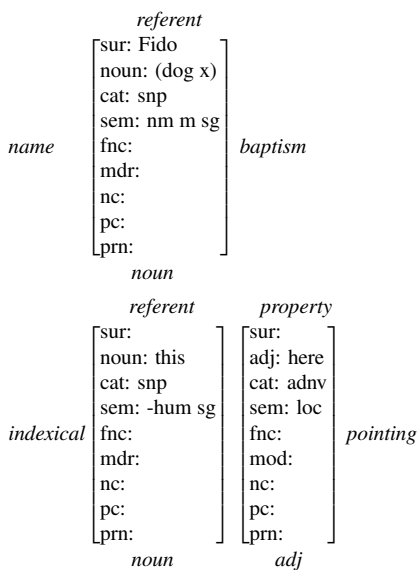 referent
sur: Fido
noun: (dog x)
cat: snp
sem: nm m sg
name fnc: baptism
mdr:
nc:
pc:
prn:
noun
referent property
sur: sur:
noun: this adj: here
cat: snp cat: adnv
sem: -hum sg sem: loc
indexical fnc: fnc: pointing
mdr: mod:
nc: nc:
pc: pc:
prn: prn:
noun adj